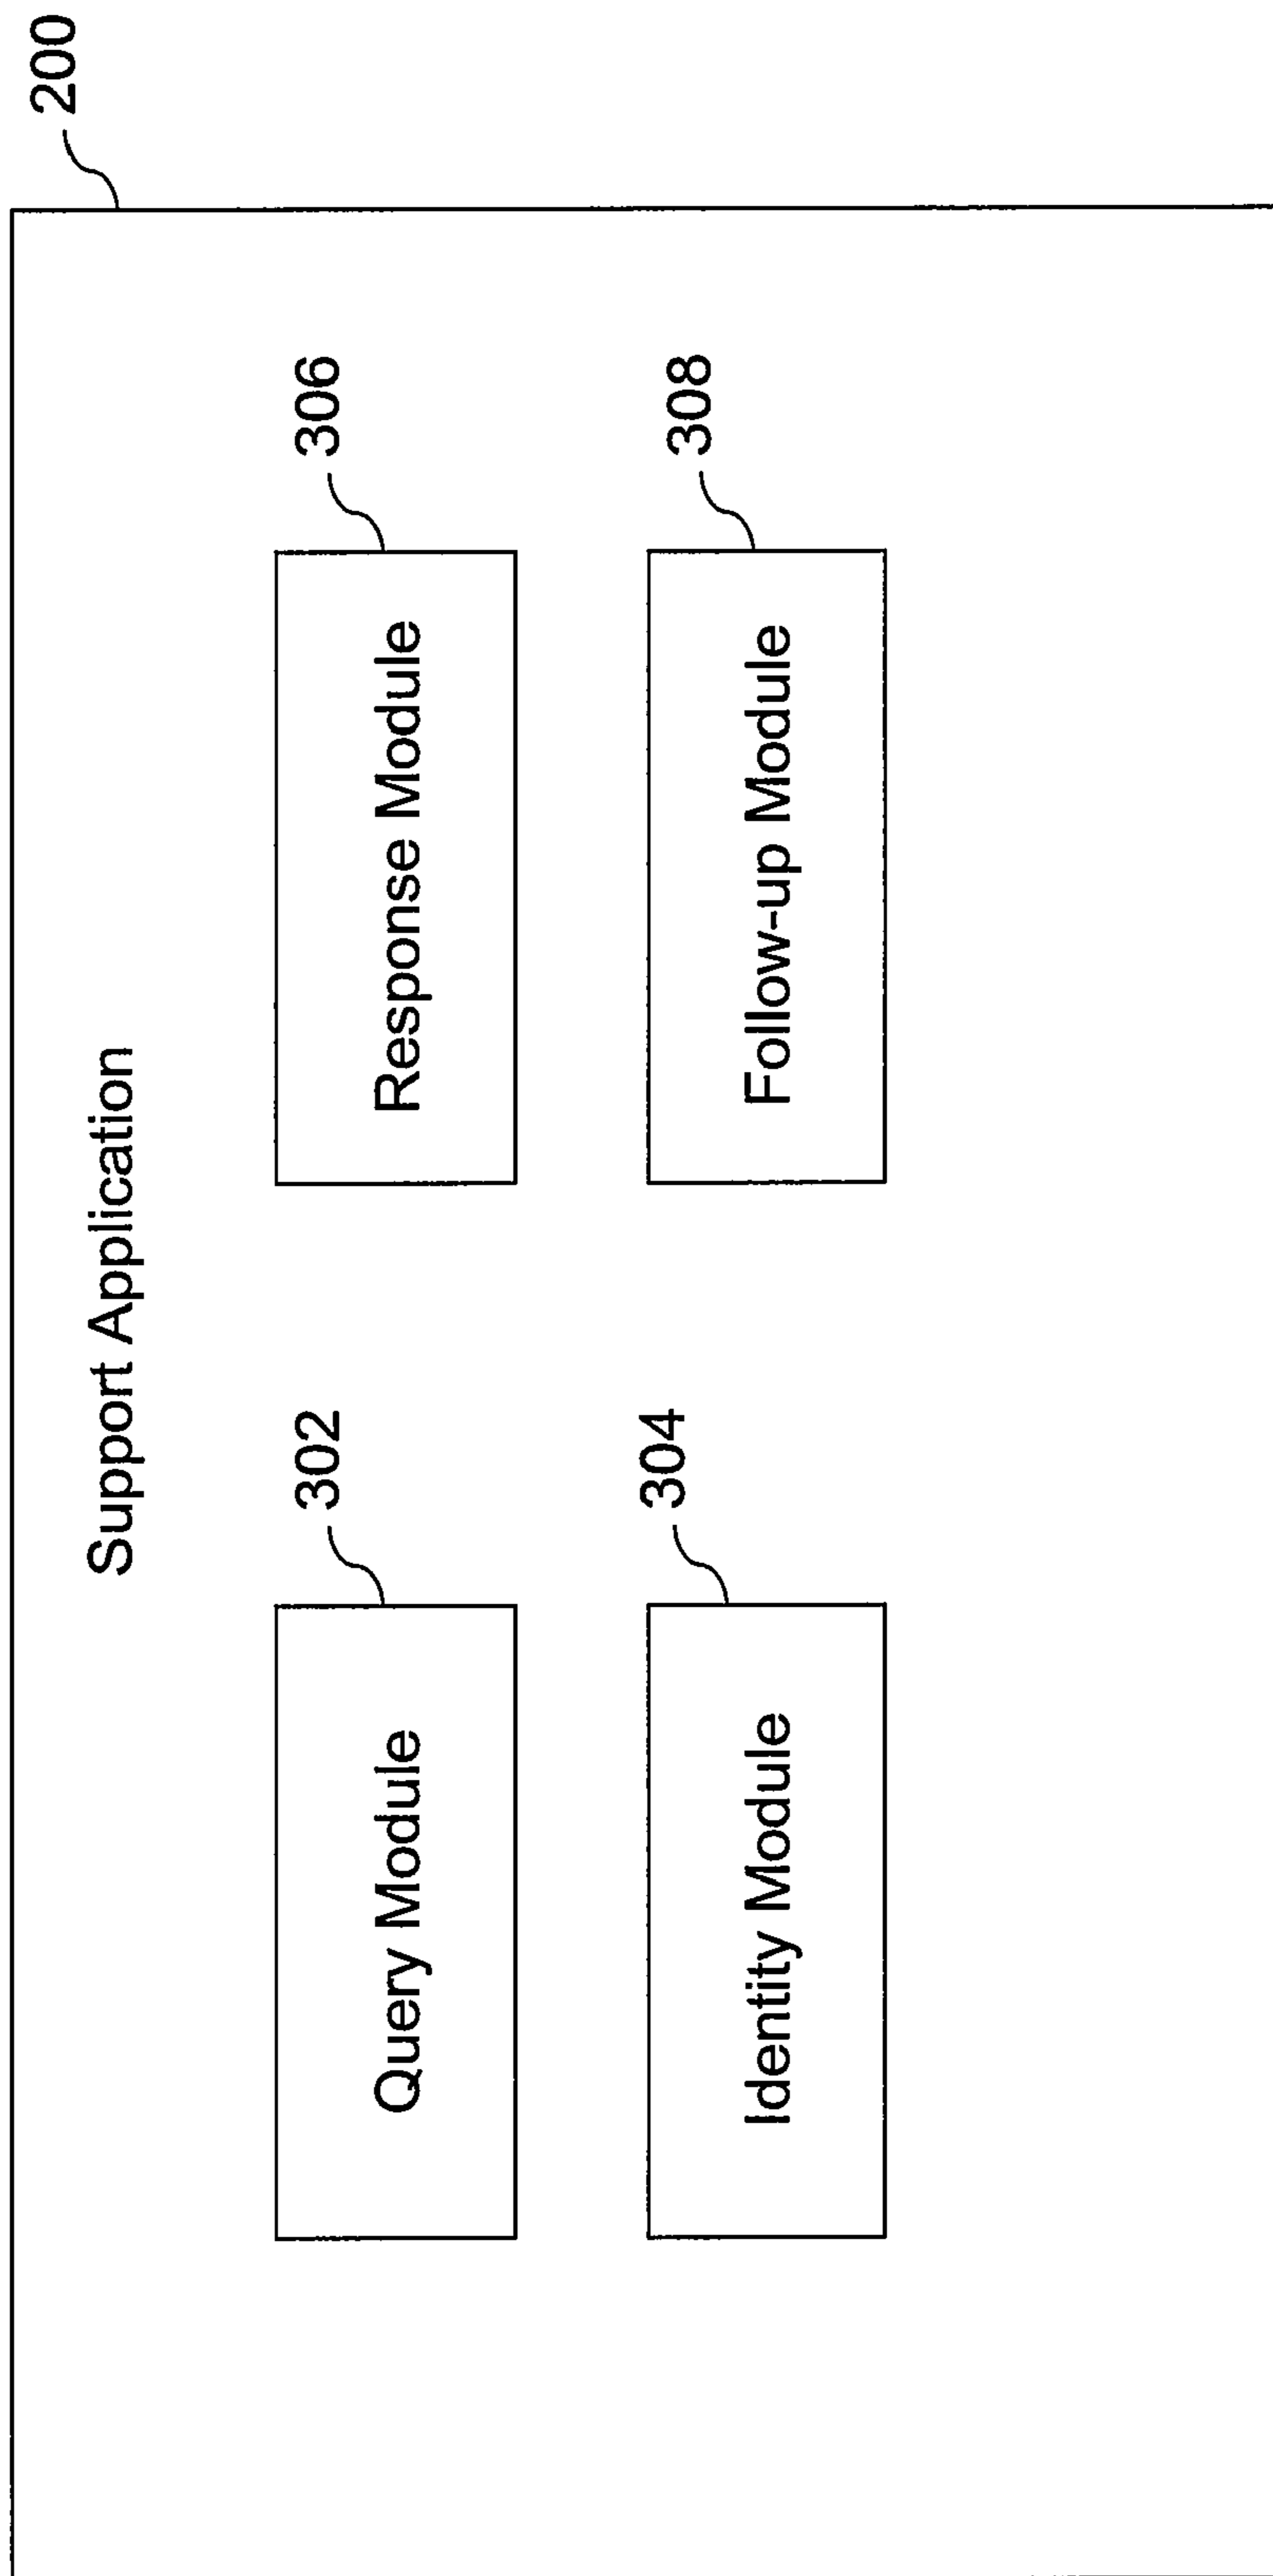 200
Support Application
302
306
Query Module
Response Module
304
308
Identity Module
Follow-up Module